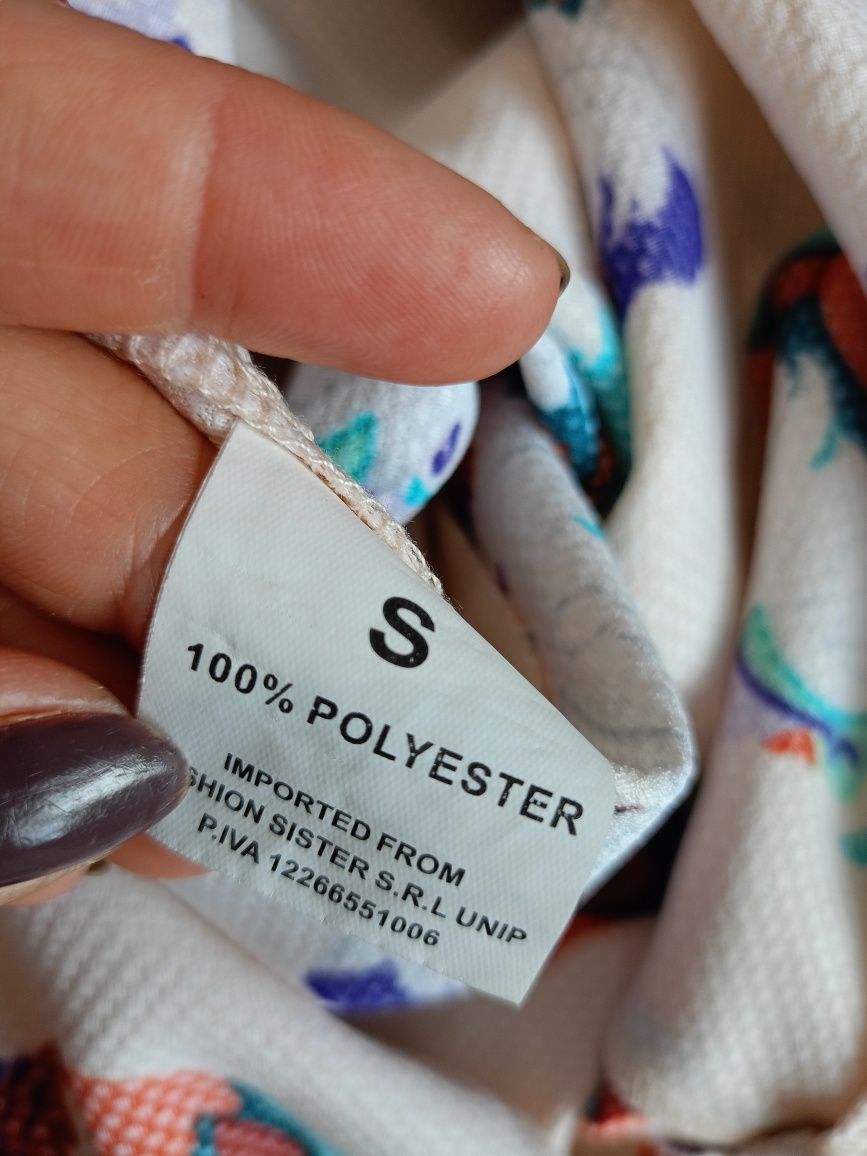 S
100% POLYESTER
IMPORTED FROM
SHION SISTER S.R.L UNIP
P.IVA 12266551006